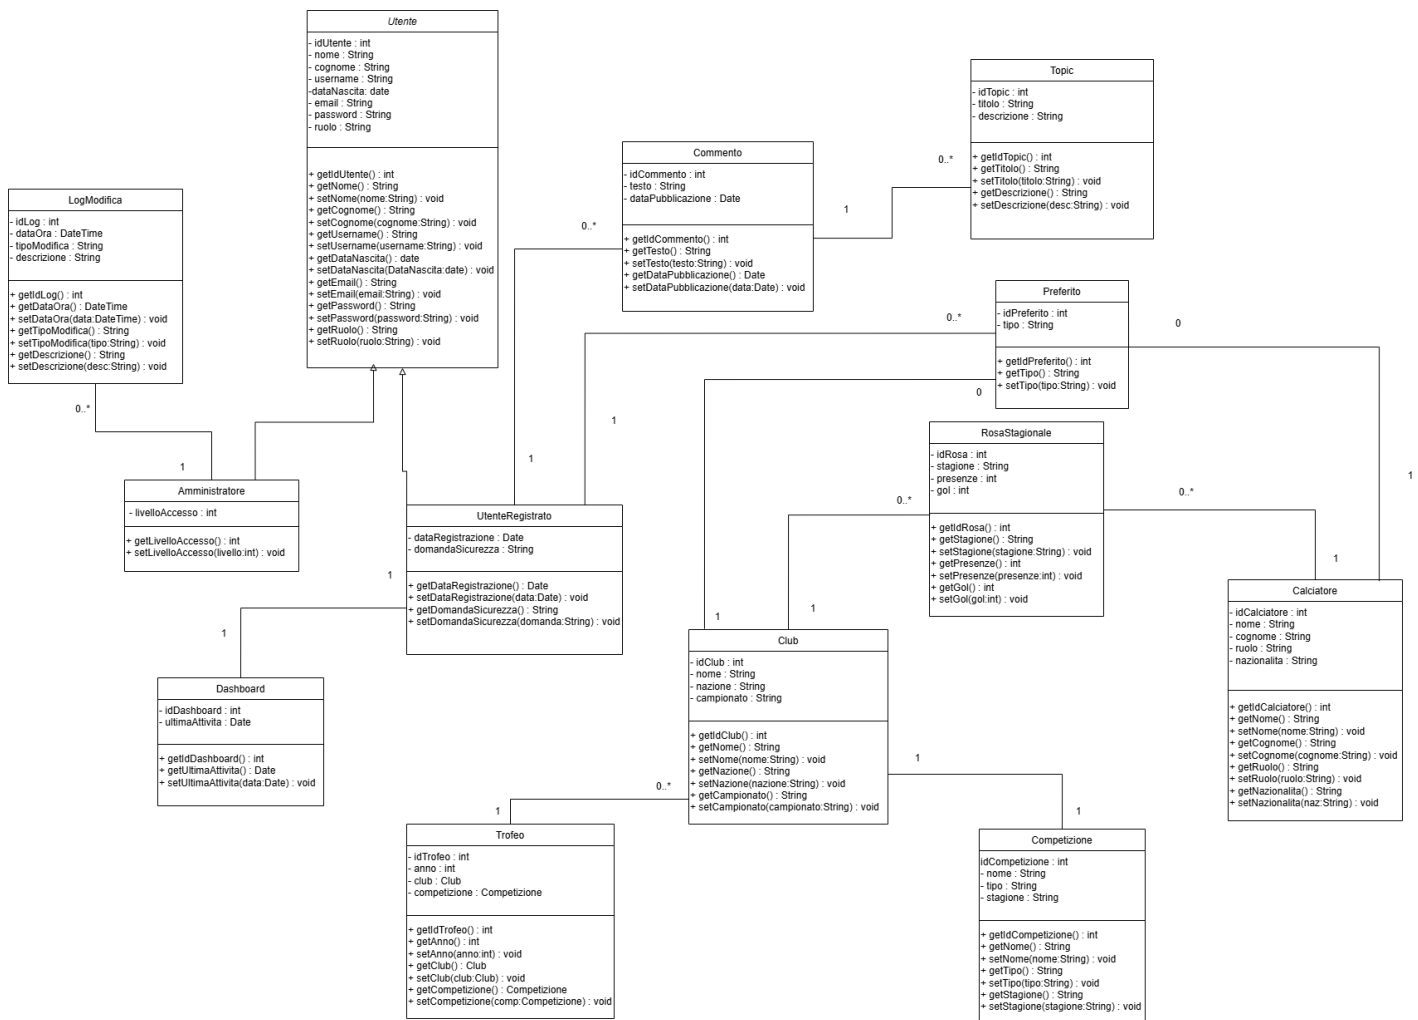 Utente
- idUtente : int
- nome : String
- cognome : String
- username : String
-dataNascita: date
- email : String
- password : String
- ruolo : String
+ getIdUtente() : int
+ getNome() : String
+ setNome(nome:String) : void
+ getCognome() : String
+ setCognome(cognome:String) : void
+ getUsername() : String
+ setUsername(username:String) : void
+ getDataNascita() : date
+ setDataNascita(DataNascita:date) : void
+ getEmail() : String
+ setEmail(email:String) : void
+ getPassword() : String
+ setPassword(password:String) : void
+ getRuolo() : String
+ setRuolo(ruolo:String) : void
Topic
- idTopic : int
- titolo : String
- descrizione : String
+ getIdTopic() : int
+ getTitolo() : String
+ setTitolo(titolo:String) : void
+ getDescrizione() : String
+ setDescrizione(desc:String) : void
0..*
1
Commento
- idCommento : int
- testo : String
- dataPubblicazione : Date
+ getIdCommento() : int
+ getTesto() : String
+ setTesto(testo:String) : void
+ getDataPubblicazione() : Date
+ setDataPubblicazione(data:Date) : void
0..*
1
LogModifica
- idLog : int
- dataOra : DateTime
- tipoModifica : String
- descrizione : String
+ getIdLog() : int
+ getDataOra() : DateTime
+ setDataOra(data:DateTime) : void
+ getTipoModifica() : String
+ setTipoModifica(tipo:String) : void
+ getDescrizione() : String
+ setDescrizione(desc:String) : void
0..*
1
Preferito
- idPreferito : int
- tipo : String
+ getIdPreferito() : int
+ getTipo() : String
+ setTipo(tipo:String) : void
0..*
1
0
1
0
1
Amministratore
- livelloAccesso : int
+ getLivelloAccesso() : int
+ setLivelloAccesso(livello:int) : void
UtenteRegistrato
- dataRegistrazione : Date
- domandaSicurezza : String
+ getDataRegistrazione() : Date
+ setDataRegistrazione(data:Date) : void
+ getDomandaSicurezza() : String
+ setDomandaSicurezza(domanda:String) : void
1
1
RosaStagionale
- idRosa : int
- stagione : String
- presenze : int
- gol : int
+ getIdRosa() : int
+ getStagione() : String
+ setStagione(stagione:String) : void
+ getPresenze() : int
+ setPresenze(presenze:int) : void
+ getGol() : int
+ setGol(gol:int) : void
0..*
1
0..*
1
Calciatore
- idCalciatore : int
- nome : String
- cognome : String
- ruolo : String
- nazionalita : String
+ getIdCalciatore() : int
+ getNome() : String
+ setNome(nome:String) : void
+ getCognome() : String
+ setCognome(cognome:String) : void
+ getRuolo() : String
+ setRuolo(ruolo:String) : void
+ getNazionalita() : String
+ setNazionalita(naz:String) : void
Dashboard
- idDashboard : int
- ultimaAttivita : Date
+ getIdDashboard() : int
+ getUltimaAttivita() : Date
+ setUltimaAttivita(data:Date) : void
Club
- idClub : int
- nome : String
- nazione : String
- campionato : String
+ getIdClub() : int
+ getNome() : String
+ setNome(nome:String) : void
+ getNazione() : String
+ setNazione(nazione:String) : void
+ getCampionato() : String
+ setCampionato(campionato:String) : void
0..*
1
1
1
Trofeo
- idTrofeo : int
- anno : int
- club : Club
- competizione : Competizione
+ getIdTrofeo() : int
+ getAnno() : int
+ setAnno(anno:int) : void
+ getClub() : Club
+ setClub(club:Club) : void
+ getCompetizione() : Competizione
+ setCompetizione(comp:Competizione) : void
Competizione
idCompetizione : int
- nome : String
- tipo : String
- stagione : String
+ getIdCompetizione() : int
+ getNome() : String
+ setNome(nome:String) : void
+ getTipo() : String
+ setTipo(tipo:String) : void
+ getStagione() : String
+ setStagione(stagione:String) : void